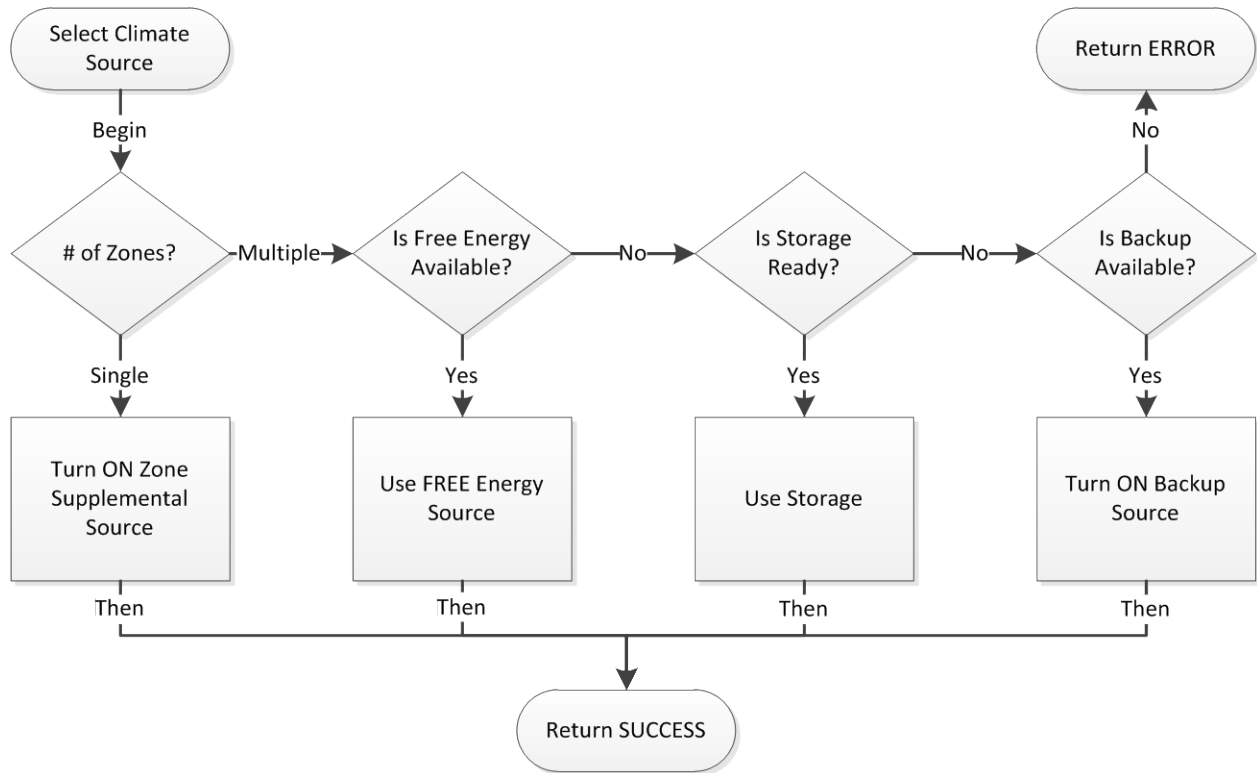 Select Climate
Source
Return ERROR
Begin
No
# of Zones?
Multiple
Is Free Energy
Available?
No
Is Storage
Ready?
No
Is Backup
Available?
Single
Yes
Yes
Yes
Turn ON Zone
Supplemental
Source
Use FREE Energy
Source
Use Storage
Turn ON Backup
Source
Then
Then
Then
Then
Return SUCCESS